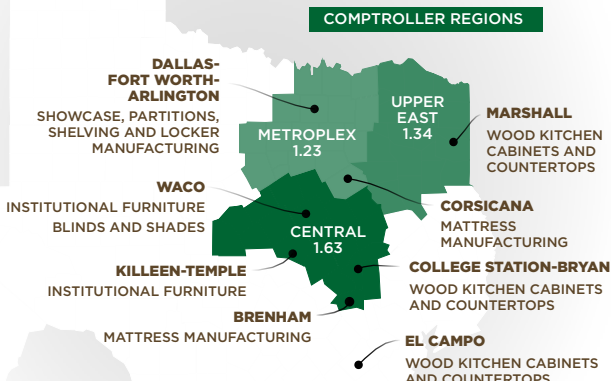 COMPTROLLER REGIONS
DALLAS-
FORT WORTH-
ARLINGTON
SHOWCASE, PARTITIONS,
SHELVING AND LOCKER
MANUFACTURING
METROPLEX
1.23
UPPER
EAST
1.34
MARSHALL
WOOD KITCHEN
CABINETS AND
COUNTERTOPS
WACO
INSTITUTIONAL FURNITURE
BLINDS AND SHADES
CORSICANA
MATTRESS
MANUFACTURING
CENTRAL
1.63
KILLEEN-TEMPLE
INSTITUTIONAL FURNITURE
COLLEGE STATION-BRYAN
WOOD KITCHEN CABINETS
AND COUNTERTOPS
BRENHAM
MATTRESS MANUFACTURING
EL CAMPO
WOOD KITCHEN CABINETS
AND COUNTERTOPS